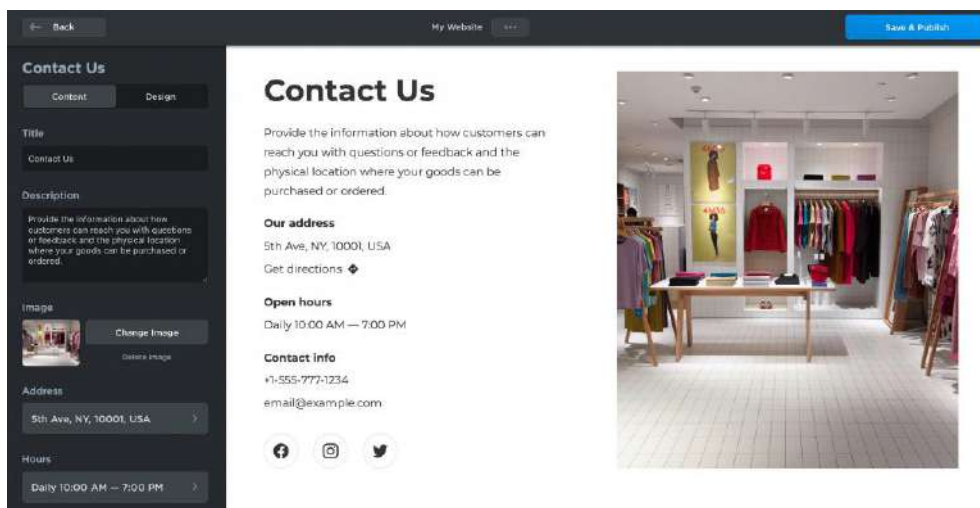 ← Back
My Website ...
Save & Publish
Contact Us
Content Design
Title
Contact Us
Description
Provide the information about how
customers can reach you with questions
or feedback and the physical location
where your goods can be purchased or
ordered.
Image
Change Image
Delete Image
Address
5th Ave, NY, 10001, USA
Hours
Daily 10:00 AM — 7:00 PM
Contact Us
Provide the information about how customers can
reach you with questions or feedback and the
physical location where your goods can be
purchased or ordered.
Our address
5th Ave, NY, 10001, USA
Get directions
Open hours
Daily 10:00 AM — 7:00 PM
Contact info
+1-555-777-1234
email@example.com